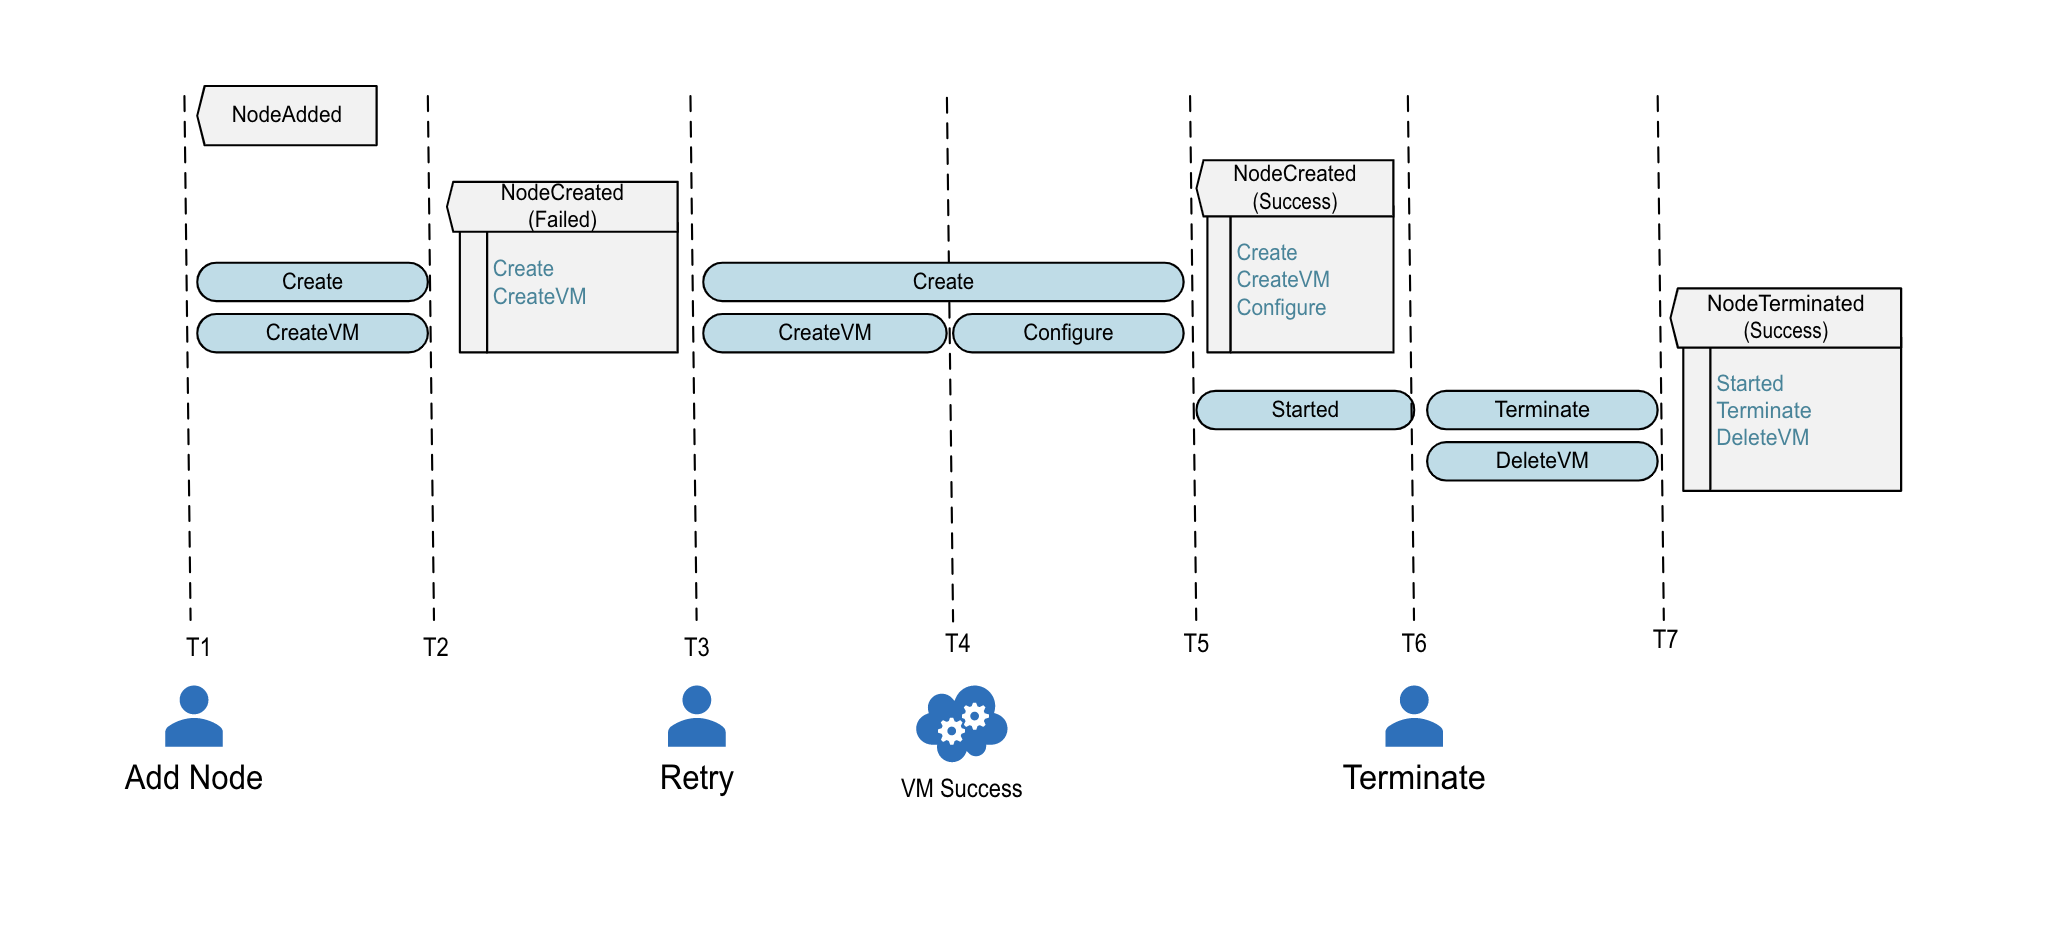 NodeAdded
NodeCreated
(Failed)
Create
CreateVM
NodeCreated
(Success)
Create
CreateVM
Configure
NodeTerminated
(Success)
Started
Terminate
DeleteVM
Create
CreateVM
Create
CreateVM
Configure
Started
Terminate
DeleteVM
T1
T2
T3
T4
T5
T6
T7
Add Node
Retry
VM Success
Terminate